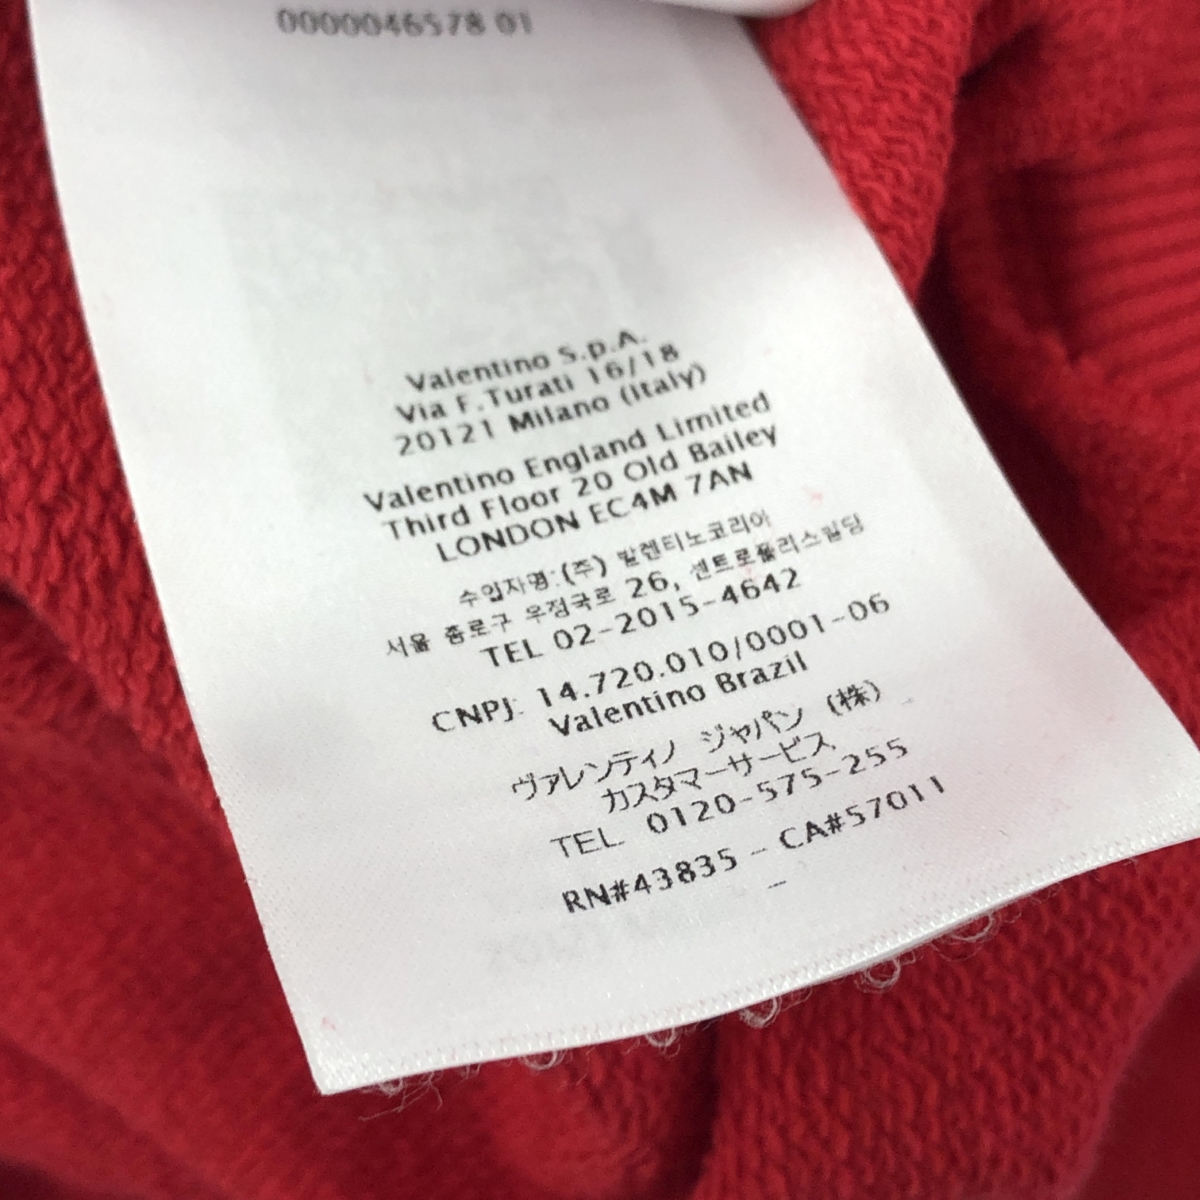 0000046578 01
Valentino S.p.A.
Via F.Turati 16/18
20121 Milano (Italy)
Valentino England Limited
Third Floor 20 Old Bailey
LONDON EC4M 7AN
수입자명:(주) 발렌티노코리아
서울 종로구 우정국로 26, 센트로폴리스빌딩
TEL 02-2015-4642
CNPJ: 14.720.010/0001-06
Valentino Brazil
ヴァレンティノ ジャパン (株)
カスタマーサービス
TEL 0120-575-255
RN#43835 - CA#57011
-